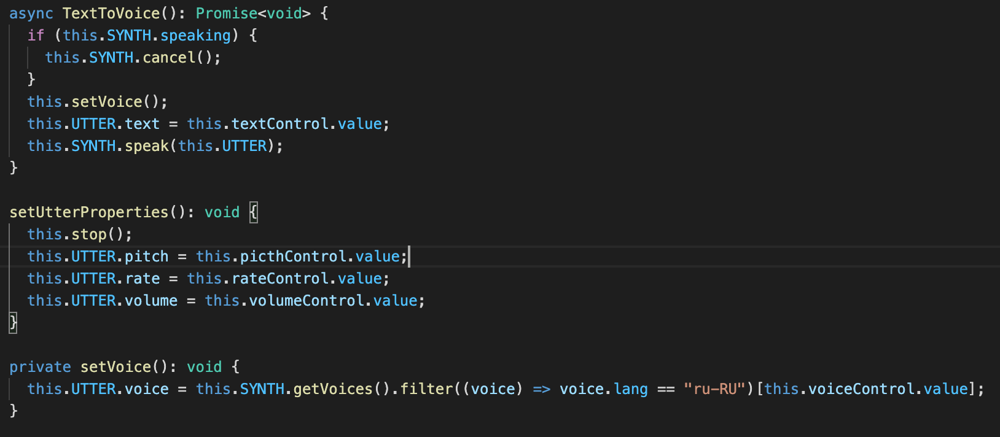 async TextToVoice(): Promise<void> {
if (this.SYNTH.speaking) {
this.SYNTH.cancel();
}
this.setVoice();
this.UTTER.text = this.textControl.value;
this.SYNTH.speak(this.UTTER);
}
setUtterProperties(): void {
this.stop();
this.UTTER.pitch = this.picthControl.value;
this.UTTER.rate = this.rateControl.value;
this.UTTER.volume = this.volumeControl.value;
}
private setVoice(): void {
this.UTTER.voice = this.SYNTH.getVoices().filter((voice) => voice.lang == "ru-RU")[this.voiceControl.value];
}